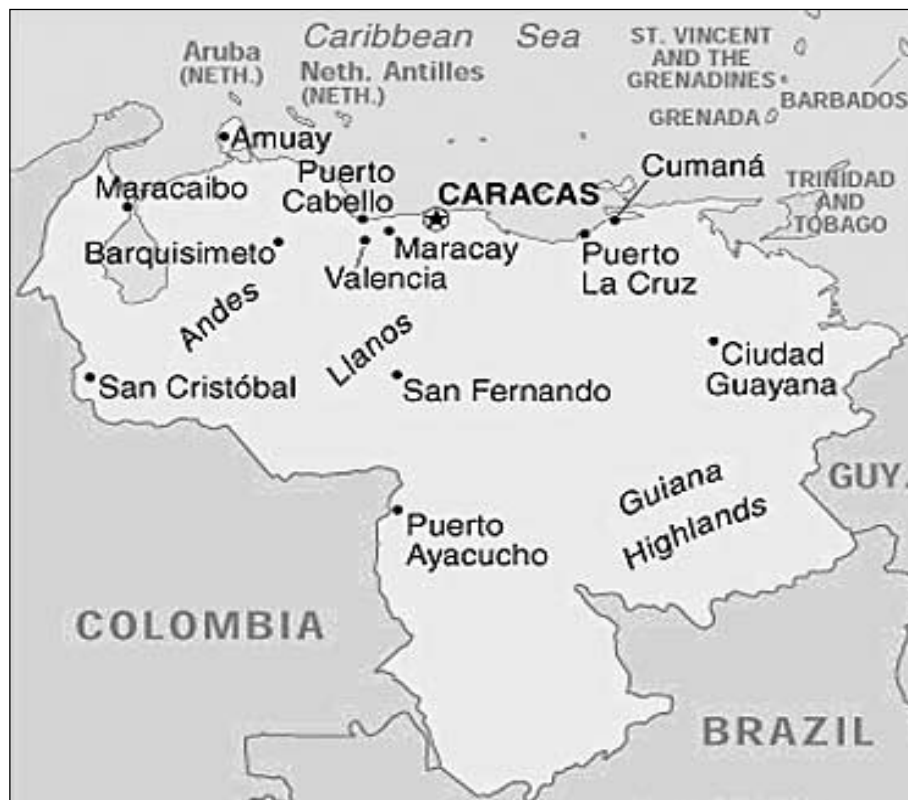 Caribbean Sea
Aruba
(NETH.)
Neth. Antilles
(NETH.)
ST. VINCENT
AND THE
GRENADINES
BARBADOS
GRENADA
Amuay
Maracaibo
Puerto
Cabello
CARACAS
Cumaná
TRINIDAD
AND
TOBAGO
Barquisimeto
Valencia
Maracay
Puerto
La Cruz
Andes
Llanos
San Cristóbal
San Fernando
Ciudad
Guayana
Guiana
Highlands
GUY.
Puerto
Ayacucho
COLOMBIA
BRAZIL